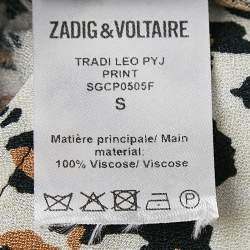 ZADIG&VOLTAIRE
TRADI LEO PYJ
PRINT
SGCP0505F
S
Matière principale/ Main
material:
100% Viscose/ Viscose